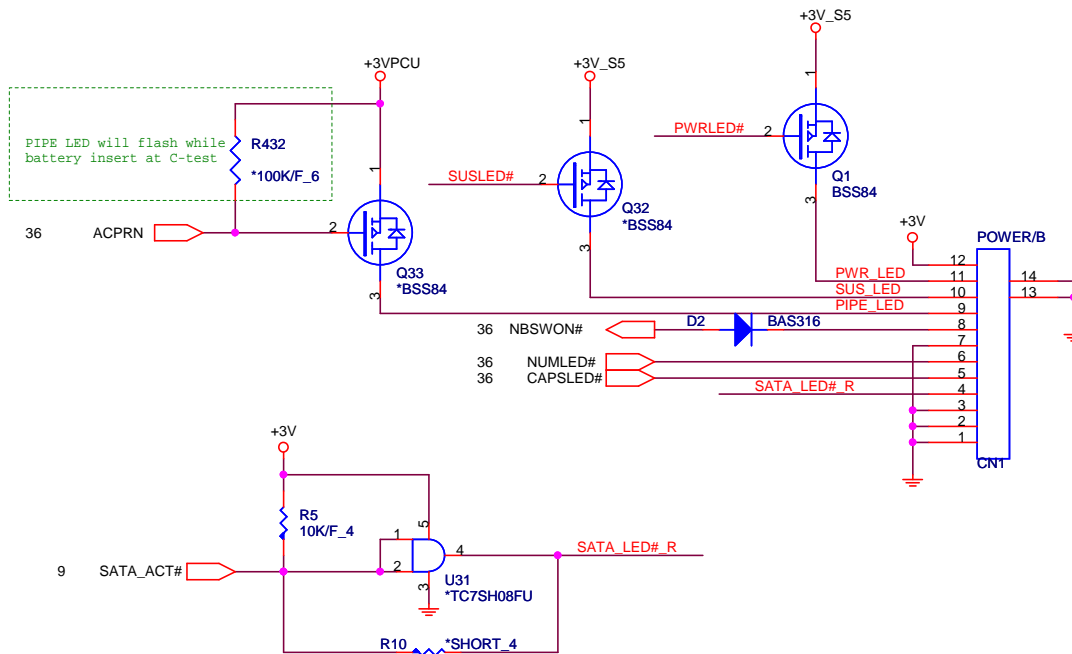 +3V_S5
+3VPCU
+3V_S5
1
1
PIPE LED will flash while
battery insert at C-test
R432
*100K/F_6
PWRLED#
2
Q1
BSS84
1
SUSLED#
2
Q32
*BSS84
3
36
ACPRN
2
Q33
*BSS84
3
3
+3V
POWER/B
12
PWR_LED
11
14
SUS_LED
10
13
PIPE_LED
9
36
NBSWON#
D2
BAS316
8
7
36
NUMLED#
6
36
CAPSLED#
5
SATA_LED#_R
4
3
2
1
CN1
+3V
R5
10K/F_4
5
1
4
SATA_LED#_R
9
SATA_ACT#
2
3
U31
*TC7SH08FU
R10
*SHORT_4